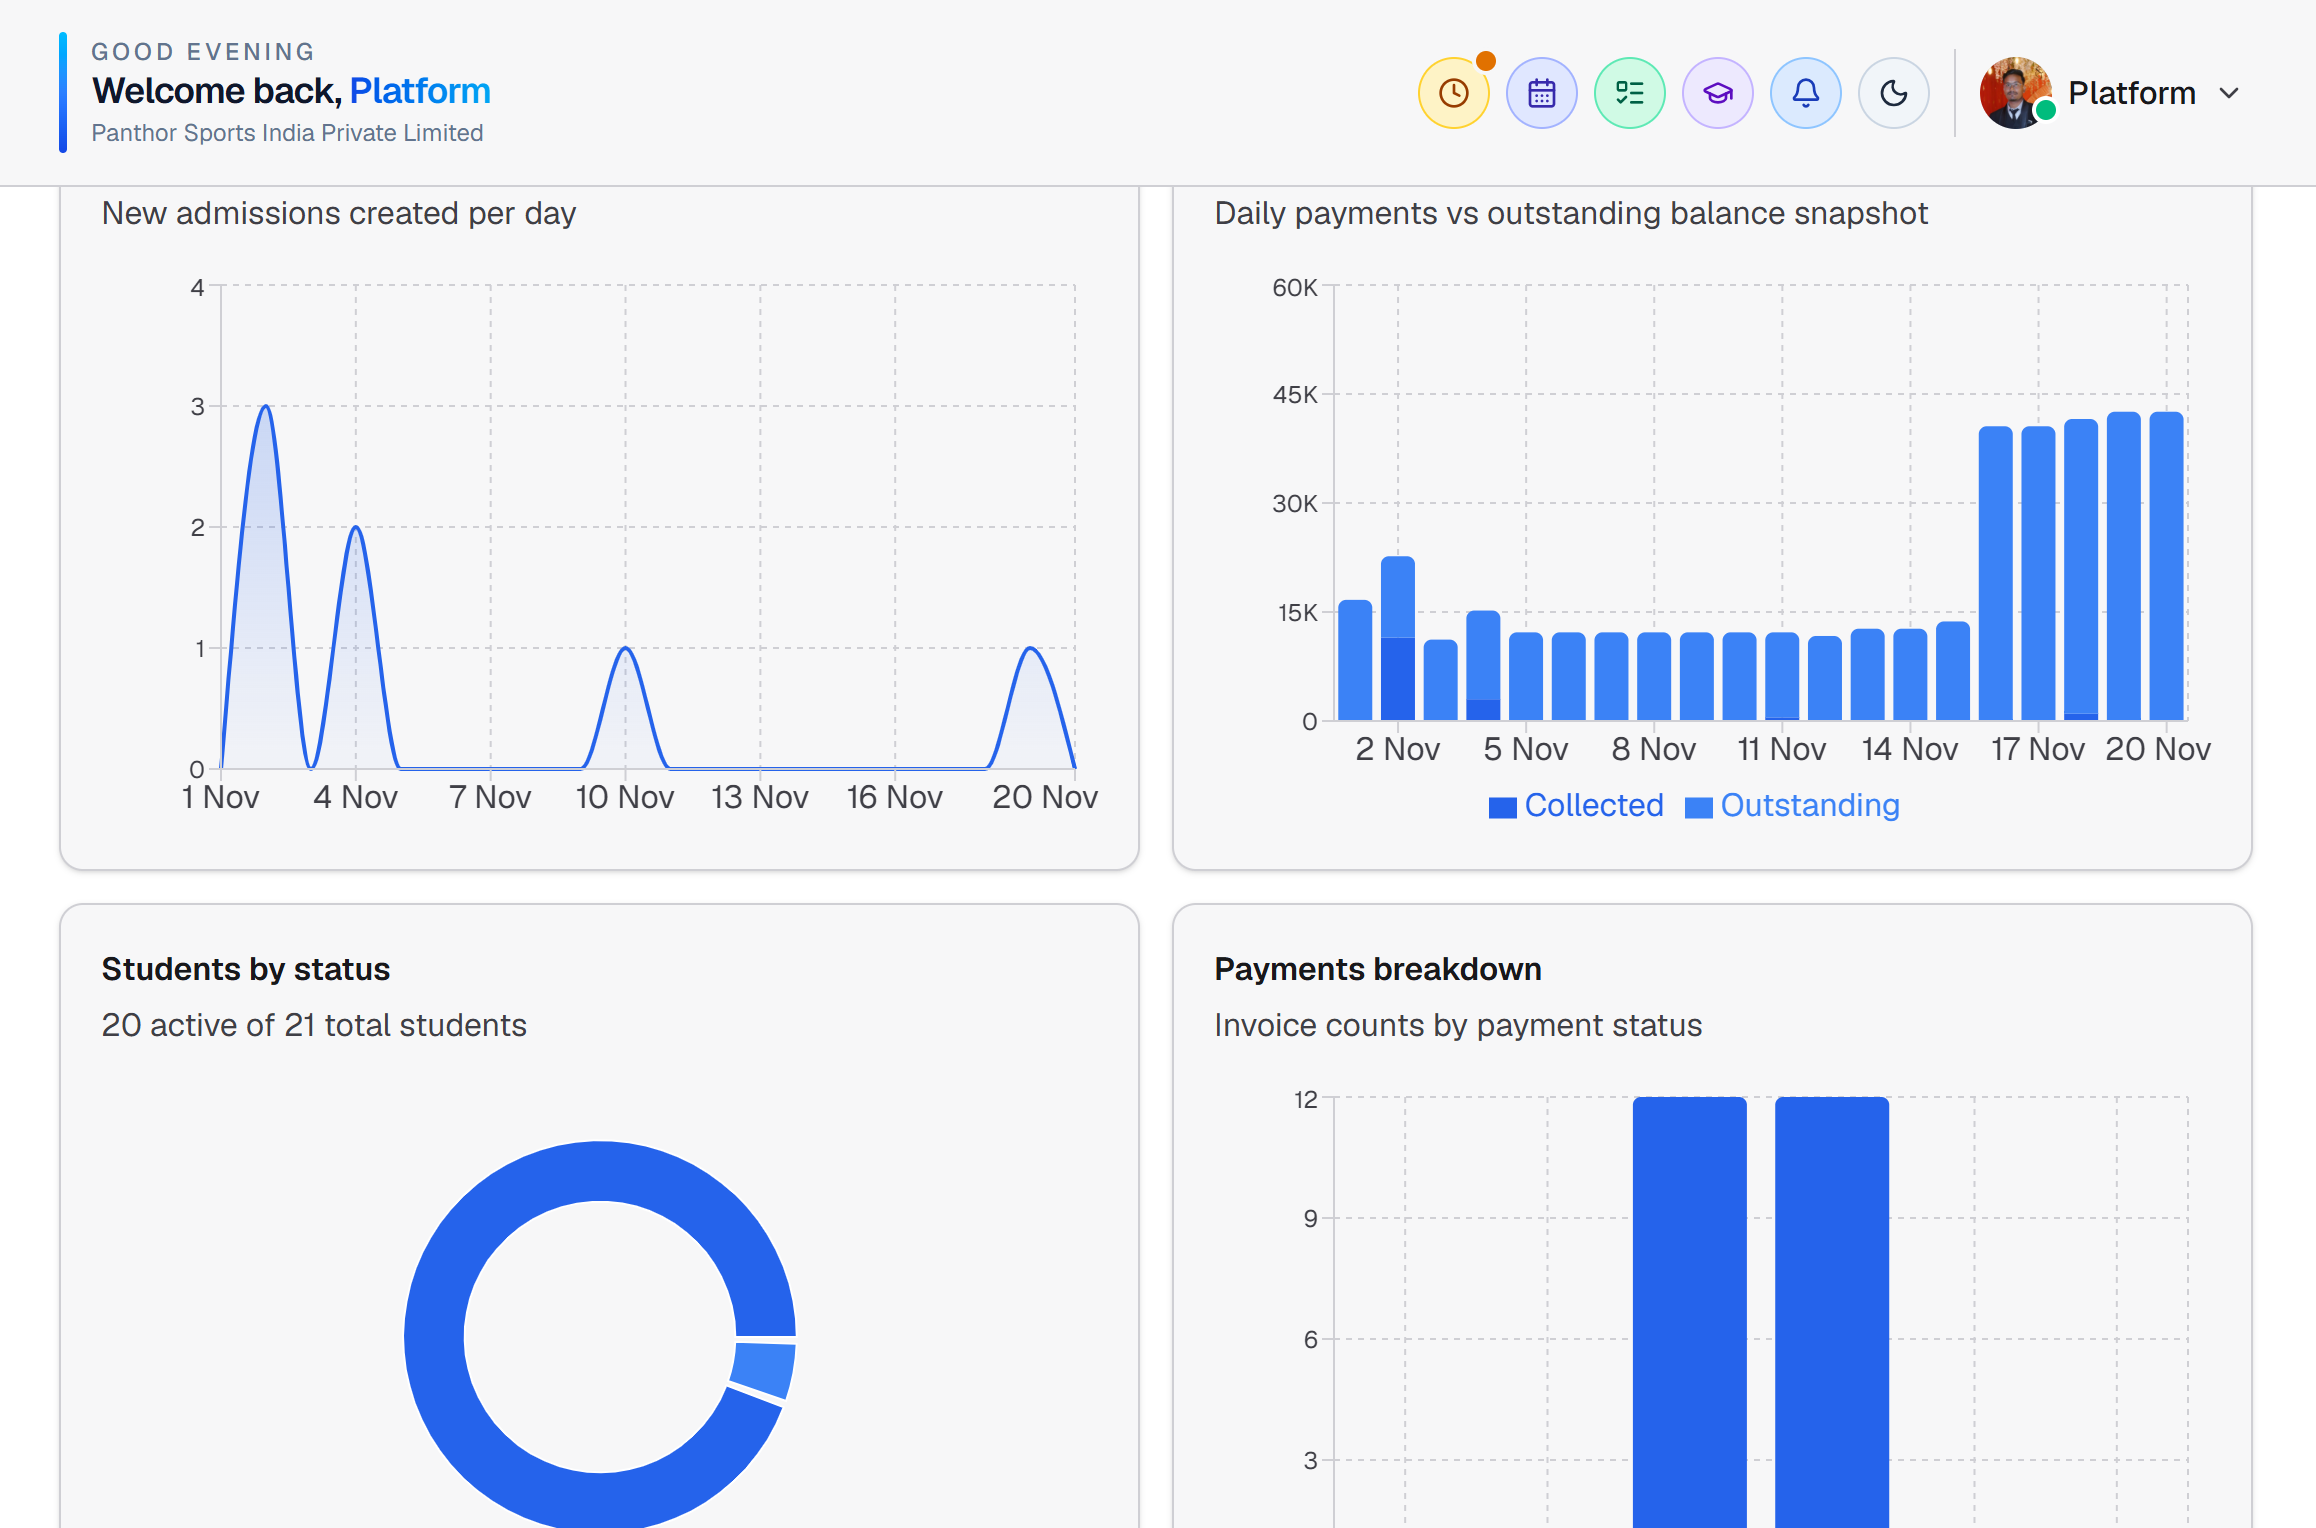 GOOD EVENING
Welcome back, Platform
Panthor Sports India Private Limited
Platform
New admissions created per day
4
3
2
1
0
1 Nov 4 Nov 7 Nov 10 Nov 13 Nov 16 Nov 20 Nov
Daily payments vs outstanding balance snapshot
60K
45K
30K
15K
0
2 Nov 5 Nov 8 Nov 11 Nov 14 Nov 17 Nov 20 Nov
Collected Outstanding
Students by status
20 active of 21 total students
Payments breakdown
Invoice counts by payment status
12
9
6
3